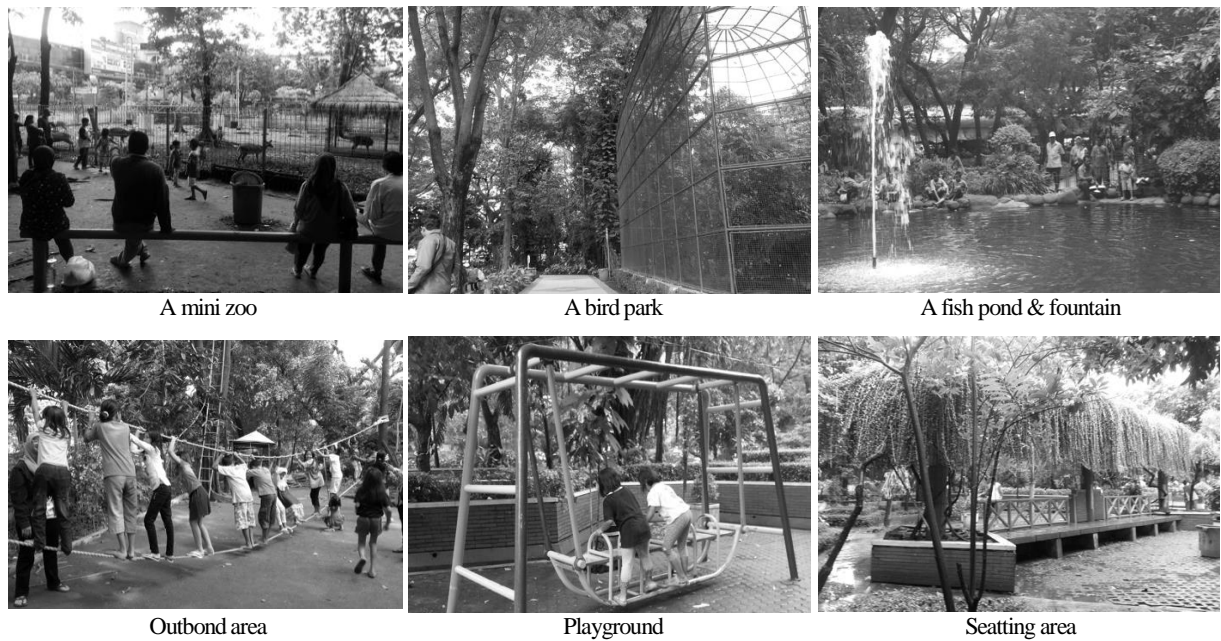 A mini zoo
A bird park
A fish pond & fountain
Outbond area
Playground
Seatting area